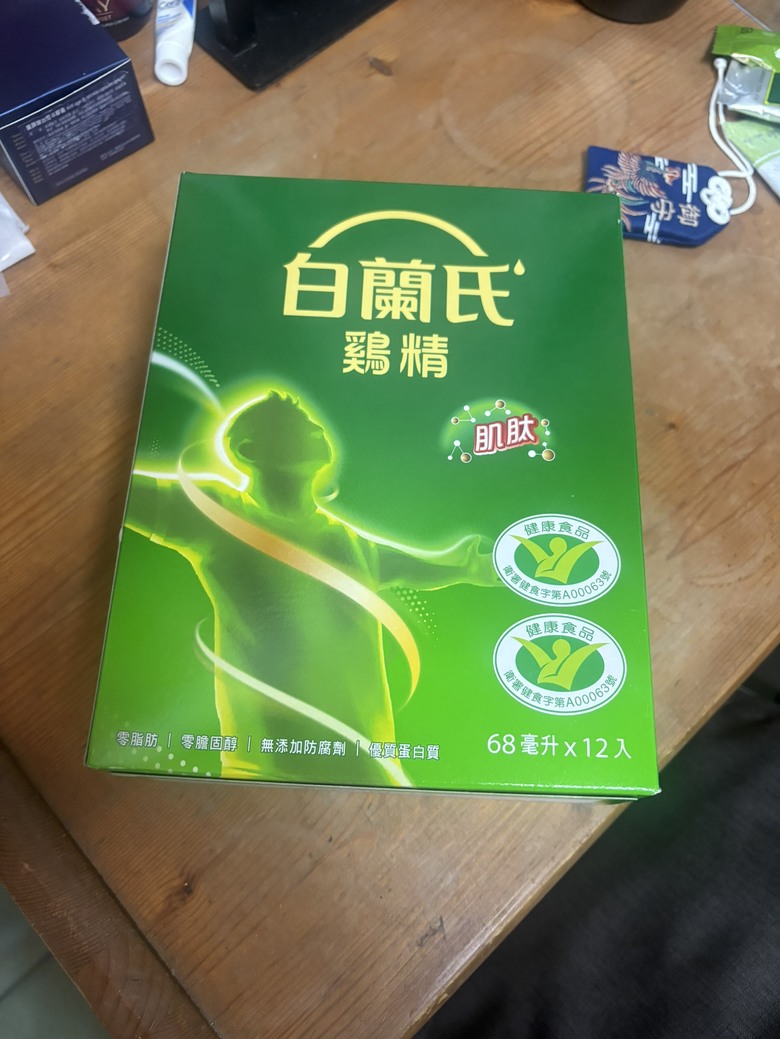 白蘭氏
鷄精
肌肽
健康食品
衛署健食字第A00063號
健康食品
衛署健食字第A00063號
零脂肪 | 零膽固醇 | 無添加防腐劑 | 優質蛋白質
68毫升x12入
御守